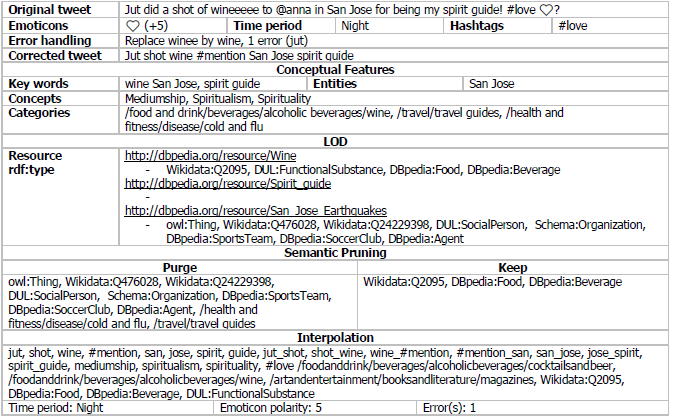 Original tweet Jut did a shot of wineeeee to @anna in San Jose for being my spirit guide! #love ♡?
Emoticons ♡ (+5) Time period Night Hashtags #love
Error handling Replace winee by wine, 1 error (jut)
Corrected tweet Jut shot wine #mention San Jose spirit guide
Conceptual Features
Key words wine San Jose, spirit guide Entities San Jose
Concepts Mediumship, Spiritualism, Spirituality
Categories /food and drink/beverages/alcoholic beverages/wine, /travel/travel guides, /health and
fitness/disease/cold and flu
LOD
Resource http://dbpedia.org/resource/Wine
rdf:type - Wikidata:Q2095, DUL:FunctionalSubstance, DBpedia:Food, DBpedia:Beverage
http://dbpedia.org/resource/Spirit_guide
-
http://dbpedia.org/resource/San_Jose_Earthquakes
- owl:Thing, Wikidata:Q476028, Wikidata:Q24229398, DUL:SocialPerson, Schema:Organization,
DBpedia:SportsTeam, DBpedia:SoccerClub, DBpedia:Agent
Semantic Pruning
Purge Keep
owl:Thing, Wikidata:Q476028, Wikidata:Q24229398, Wikidata:Q2095, DBpedia:Food, DBpedia:Beverage
DUL:SocialPerson, Schema:Organization, DBpedia:SportsTeam,
DBpedia:SoccerClub, DBpedia:Agent, /health and
fitness/disease/cold and flu, /travel/travel guides
Interpolation
jut, shot, wine, #mention, san, jose, spirit, guide, jut_shot, shot_wine, wine_#mention, #mention_san, san_jose, jose_spirit,
spirit_guide, mediumship, spiritualism, spirituality, #love /foodanddrink/beverages/alcoholicbeverages/cocktailsandbeer,
/foodanddrink/beverages/alcoholicbeverages/wine, /artandentertainment/booksandliterature/magazines, Wikidata:Q2095,
DBpedia:Food, DBpedia:Beverage, DUL:FunctionalSubstance
Time period: Night Emoticon polarity: 5 Error(s): 1